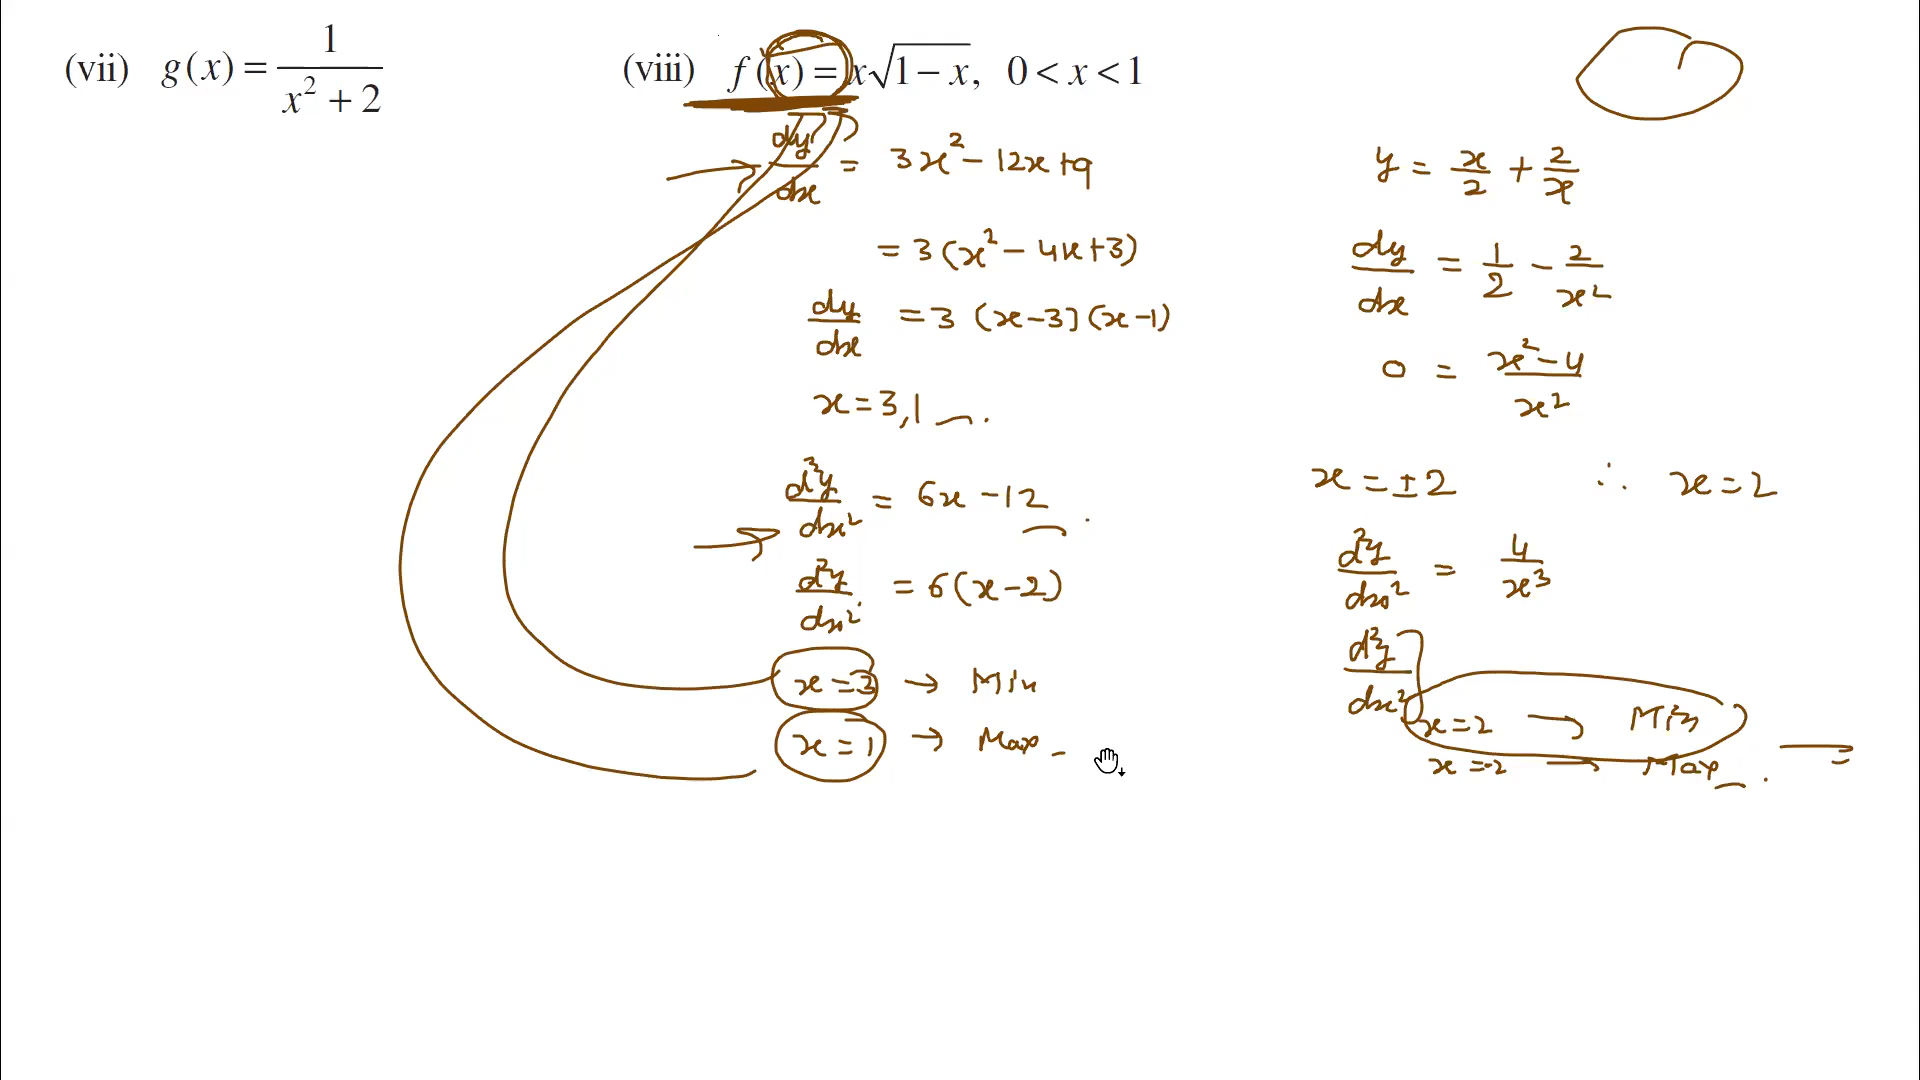 (vii) g(x) = 1/(x² + 2)
(viii) f(x) = x√(1 − x), 0 < x < 1
dy/dx = 3x² − 12x + 9
= 3(x² − 4x + 3)
dy/dx = 3 (x − 3)(x − 1)
x = 3, 1
d²y/dx² = 6x − 12
d²y/dx² = 6(x − 2)
x = 3 → Min
x = 1 → Max
y = x/2 + 2/x
dy/dx = 1/2 − 2/x²
0 = (x² − 4)/x²
x = ±2 ∴ x = 2
d²y/dx² = 4/x³
d²y/dx²]
x = 2 → Min
x = −2 → Max